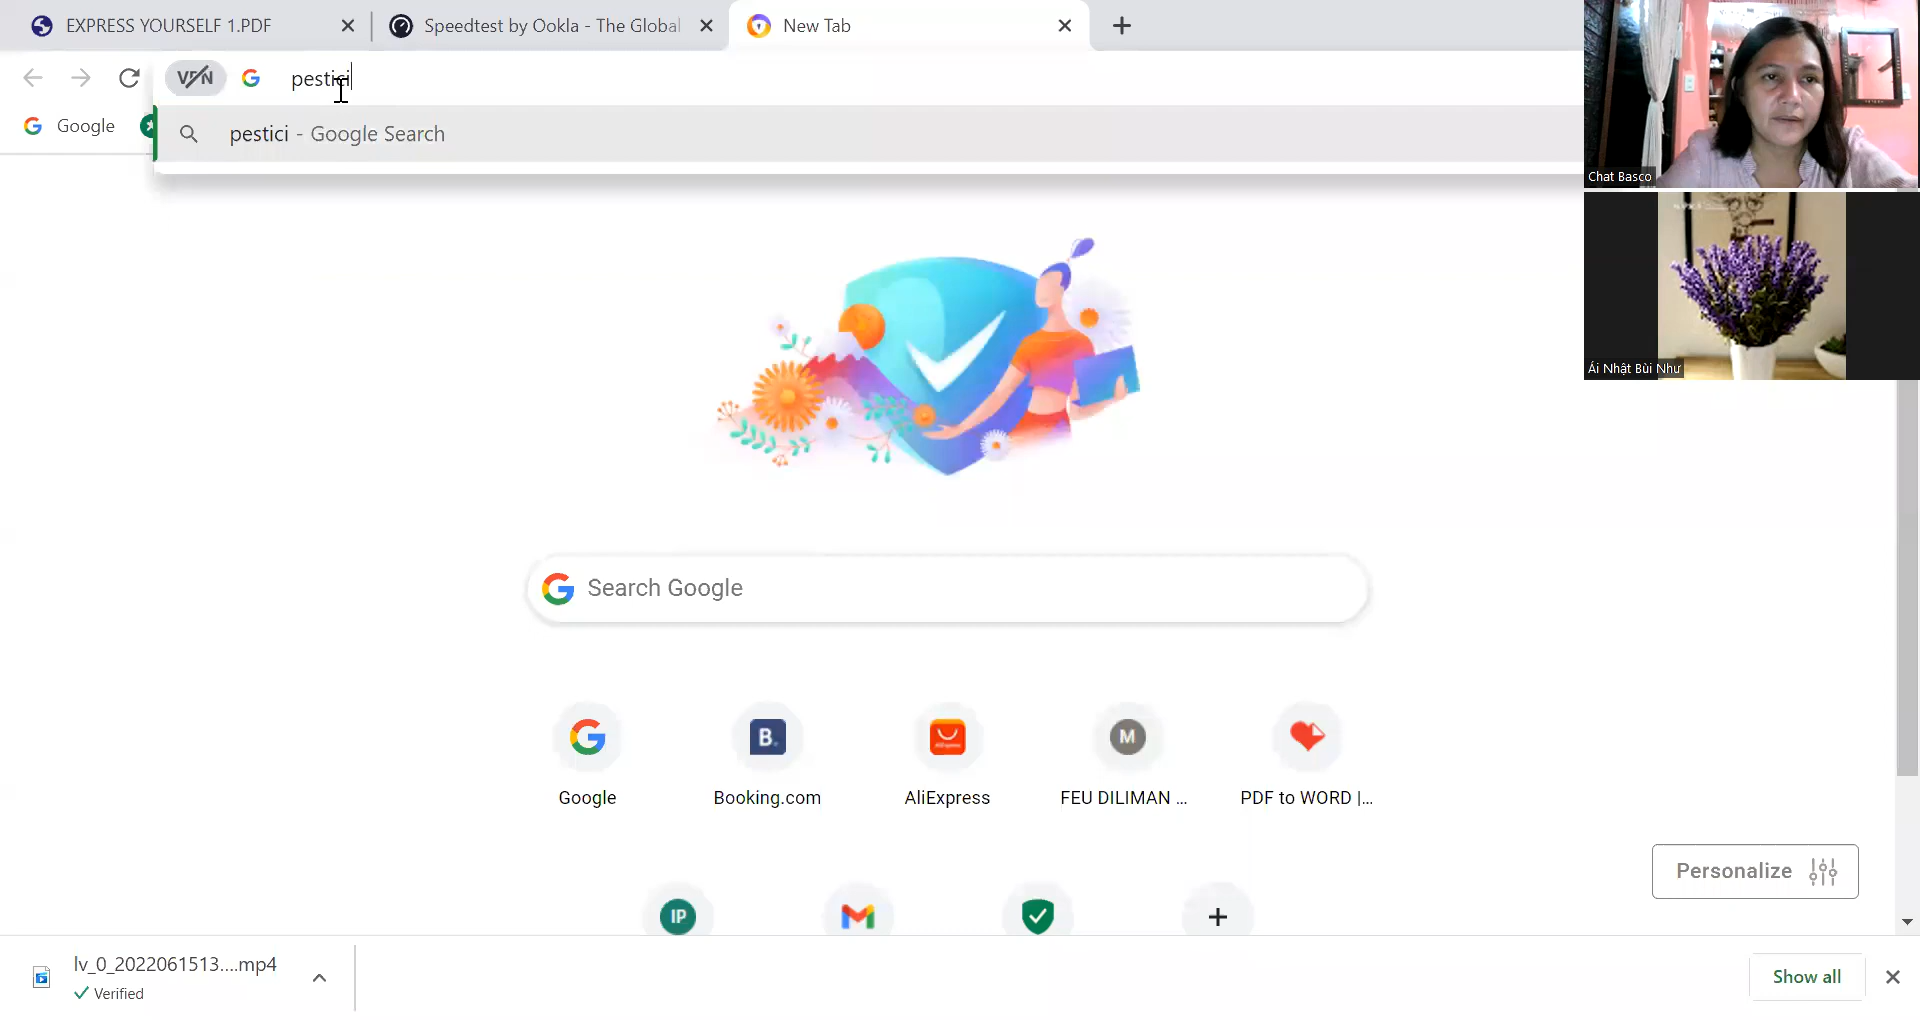 EXPRESS YOURSELF 1.PDF
Speedtest by Ookla - The Global
New Tab
VPN
pestici
Google
pestici - Google Search
Chat Basco
Ái Nhật Bùi Như
Search Google
B.
M
Google
Booking.com
AliExpress
FEU DILIMAN ...
PDF to WORD |...
Personalize
IP
lv_0_2022061513....mp4
Verified
Show all